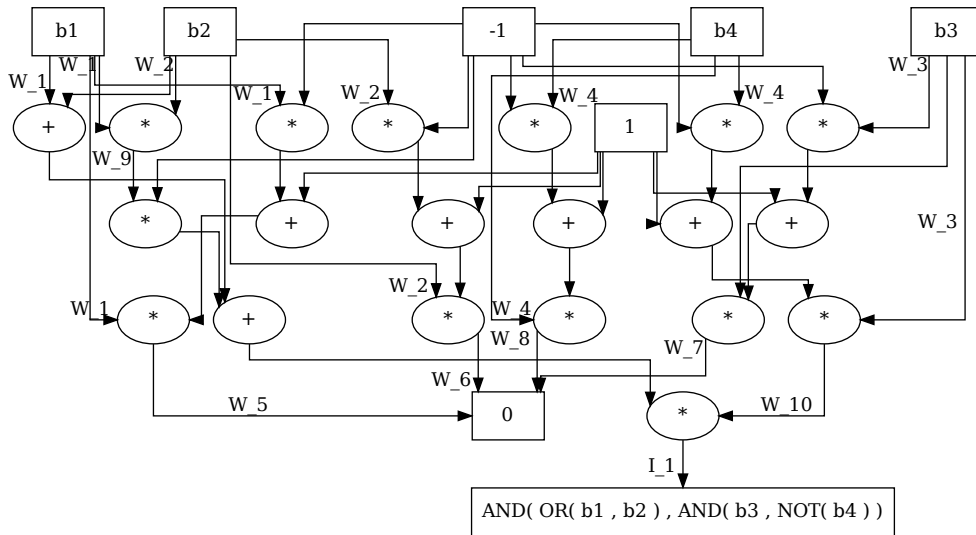 b1 b2 -1 b4 b3
W_1 W_2 W_3
W_1 W_1 W_2 W_4 W_4
+ * * * * 1 * *
W_9
* + + + + +
W_3
W_2
W_1 W_4
* + * * * *
W_8 W_7
W_6
W_5 0 * W_10
I_1
AND( OR( b1 , b2 ) , AND( b3 , NOT( b4 ) ) )